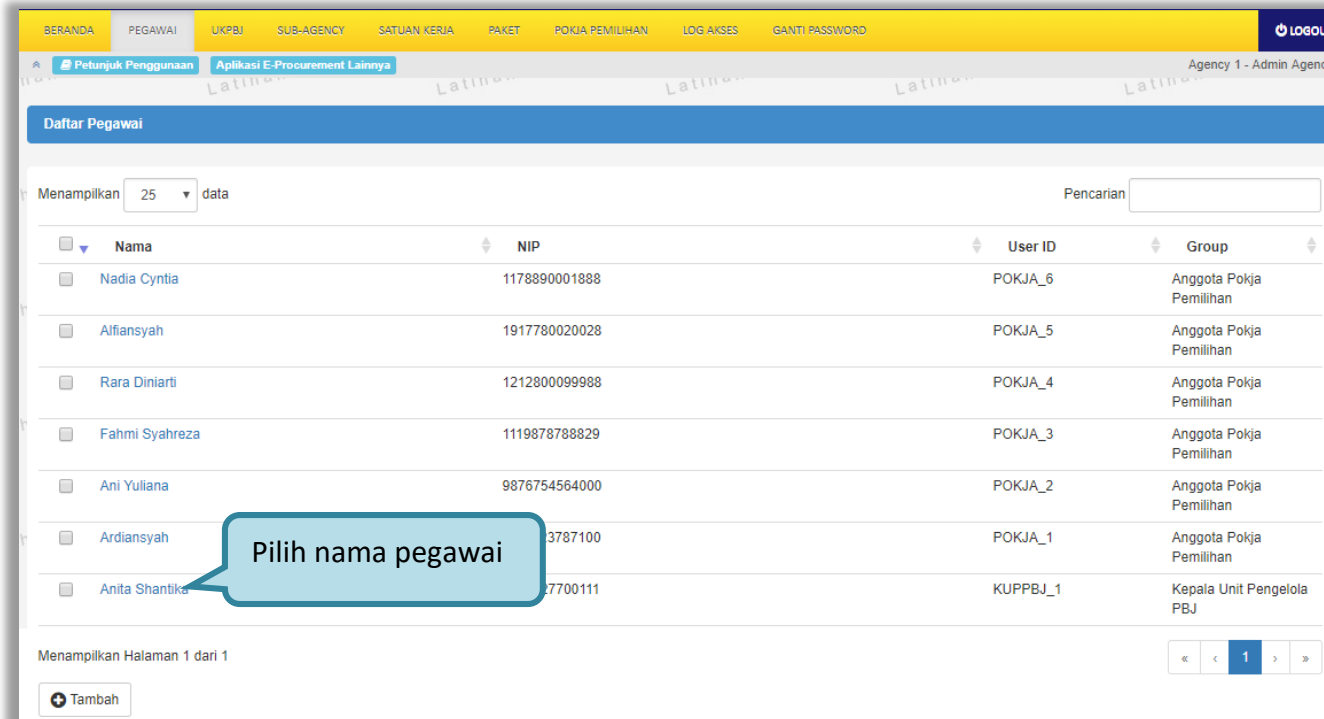 BERANDA PEGAWAI UKPBJ SUB-AGENCY SATUAN KERJA PAKET POKJA PEMILIHAN LOG AKSES GANTI PASSWORD LOGOU
Petunjuk Penggunaan Aplikasi E-Procurement Lainnya Agency 1 - Admin Agenc
Daftar Pegawai
Menampilkan 25 data Pencarian
Nama NIP User ID Group
Nadia Cyntia 1178890001888 POKJA_6 Anggota Pokja
Pemilihan
Alfiansyah 1917780020028 POKJA_5 Anggota Pokja
Pemilihan
Rara Diniarti 1212800099988 POKJA_4 Anggota Pokja
Pemilihan
Fahmi Syahreza 1119878788829 POKJA_3 Anggota Pokja
Pemilihan
Ani Yuliana 9876754564000 POKJA_2 Anggota Pokja
Pemilihan
Ardiansyah 3787100 POKJA_1 Anggota Pokja
Pemilihan
Pilih nama pegawai
Anita Shantika 7700111 KUPPBJ_1 Kepala Unit Pengelola
PBJ
Menampilkan Halaman 1 dari 1 « ‹ 1 › »
Tambah